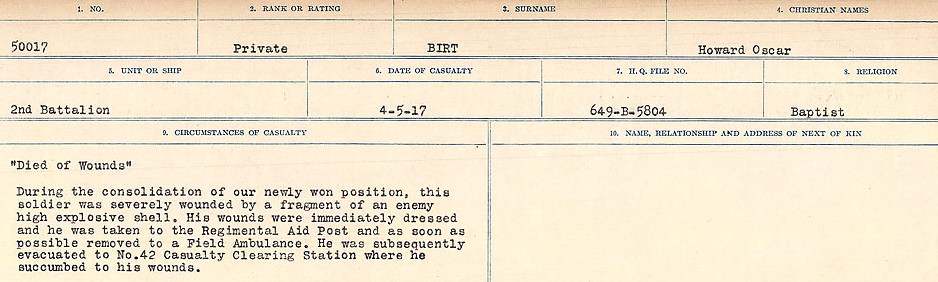 1. NO. 2. RANK OR RATING 3. SURNAME 4. CHRISTIAN NAMES
50017 Private BIRT Howard Oscar
5. UNIT OR SHIP 6. DATE OF CASUALTY 7. H. Q. FILE NO. 8. RELIGION
2nd Battalion 4-5-17 649-B-5804 Baptist
9. CIRCUMSTANCES OF CASUALTY 10. NAME, RELATIONSHIP AND ADDRESS OF NEXT OF KIN
"Died of Wounds"
During the consolidation of our newly won position, this
soldier was severely wounded by a fragment of an enemy
high explosive shell. His wounds were immediately dressed
and he was taken to the Regimental Aid Post and as soon as
possible removed to a Field Ambulance. He was subsequently
evacuated to No.42 Casualty Clearing Station where he
succumbed to his wounds.